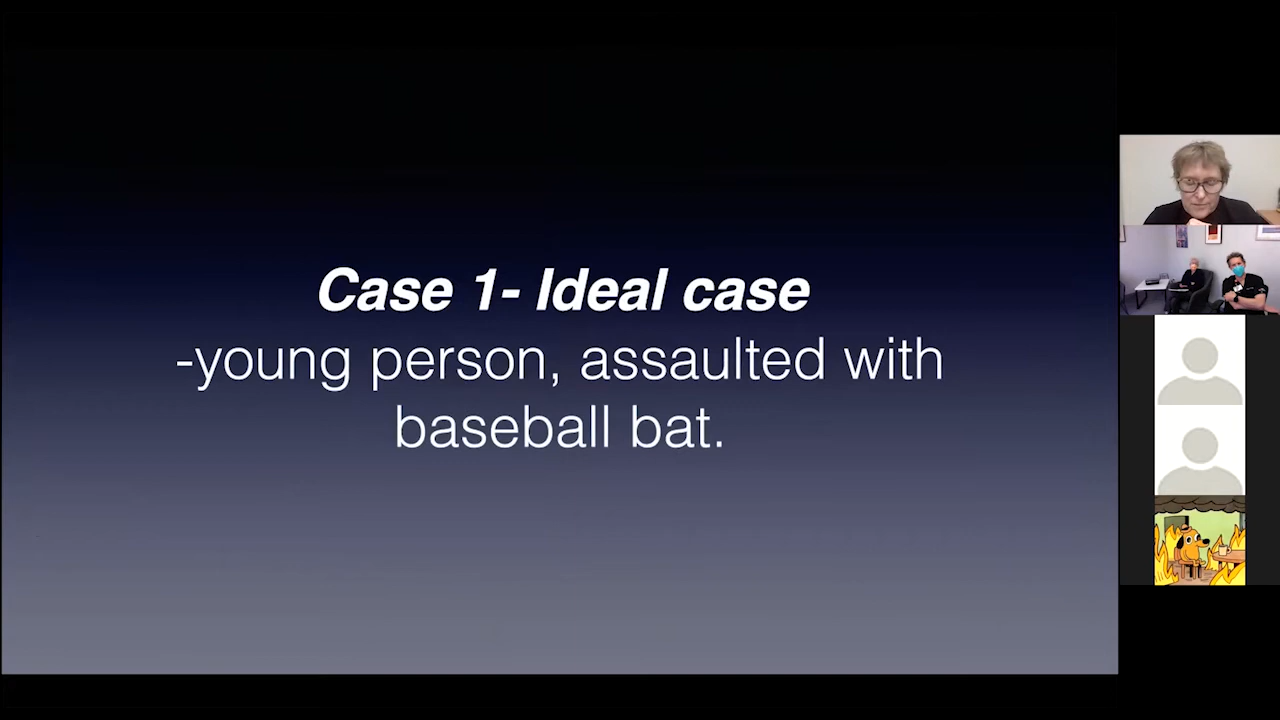 Case 1- Ideal case
-young person, assaulted with
baseball bat.